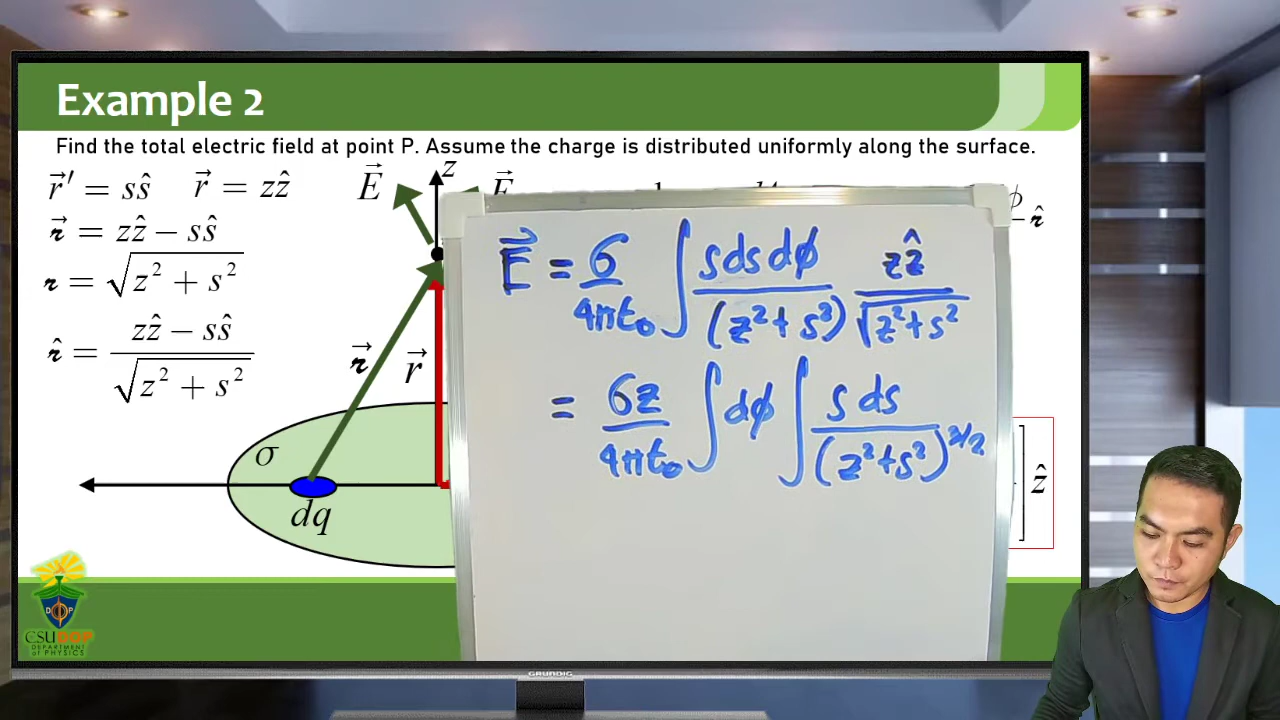 Example 2
Find the total electric field at point P. Assume the charge is distributed uniformly along the surface.
r⃗ ′ = sŝ r⃗ = zẑ
𝓇⃗ = zẑ − sŝ
𝓇 = √(z² + s²)
𝓇̂ = (zẑ − sŝ) / √(z² + s²)
E⃗
z
𝓇⃗ r⃗
σ
dq
ϕ
𝓇̂
] ẑ
E⃗ = σ/(4πϵ₀) ∫ (s ds dϕ)/(z² + s²) zẑ/√(z² + s²)
= σz/(4πϵ₀) ∫ dϕ ∫ (s ds)/(z² + s²)^3/2
DOP
CSUDOP
DEPARTMENT
of PHYSICS
GRUNDIG